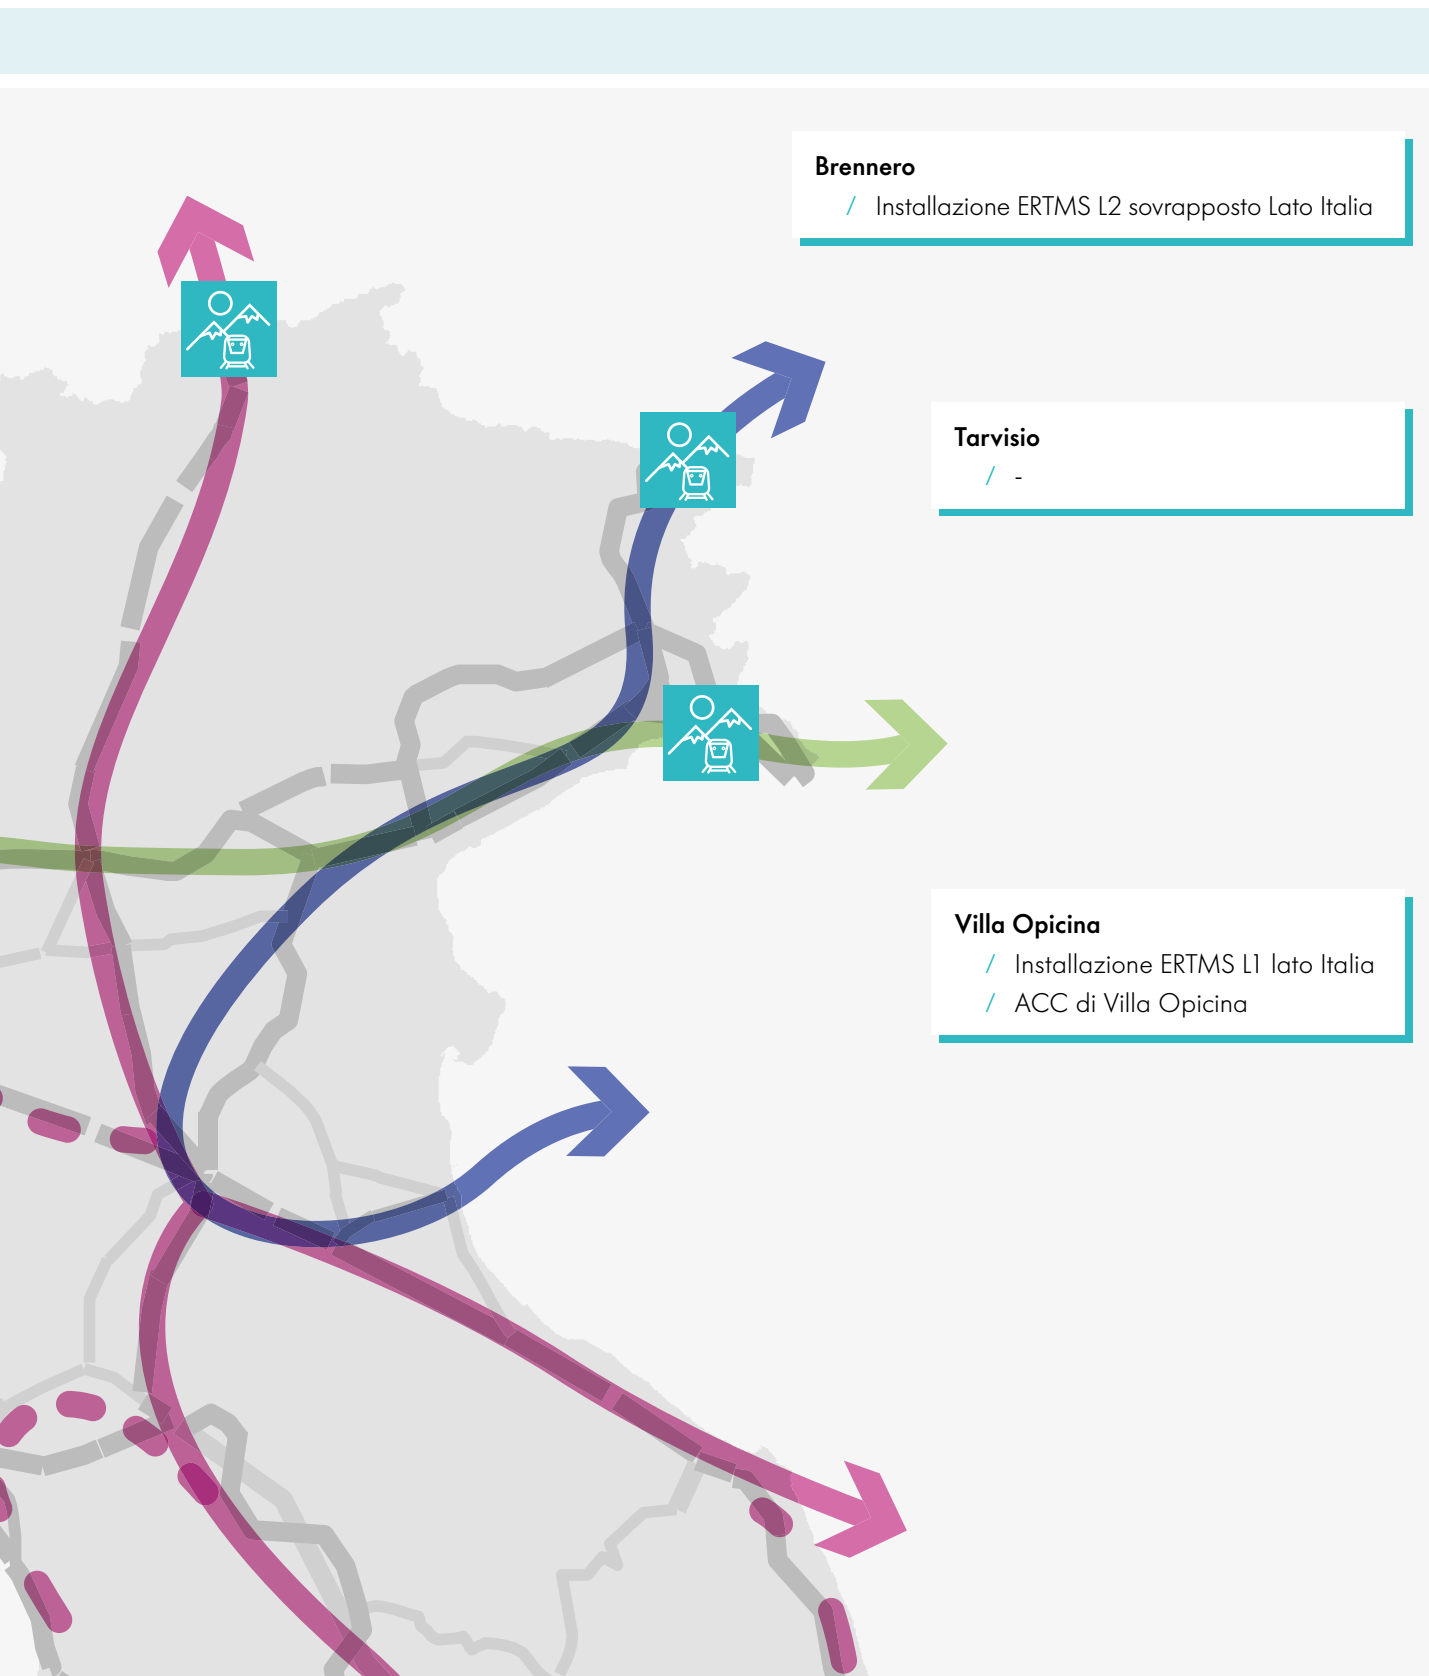 Brennero
/ Installazione ERTMS L2 sovrapposto Lato Italia
Tarvisio
/ -
Villa Opicina
/ Installazione ERTMS L1 lato Italia
/ ACC di Villa Opicina